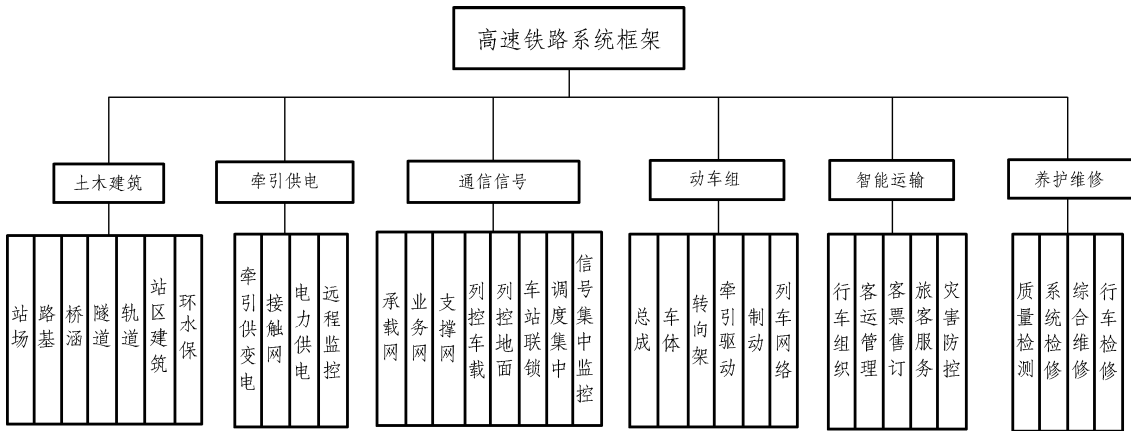 高速铁路系统框架
土木建筑
牵引供电
通信信号
动车组
智能运输
养护维修
站场
路基
桥涵
隧道
轨道
站区建筑
环水保
牵引供变电
接触网
电力供电
远程监控
承载网
业务网
支撑网
列控车载
列控地面
车站联锁
调度集中
信号集中监控
总成
车体
转向架
牵引驱动
制动
列车网络
行车组织
客运管理
客票售订
旅客服务
灾害防控
质量检测
系统检修
综合维修
行车检修